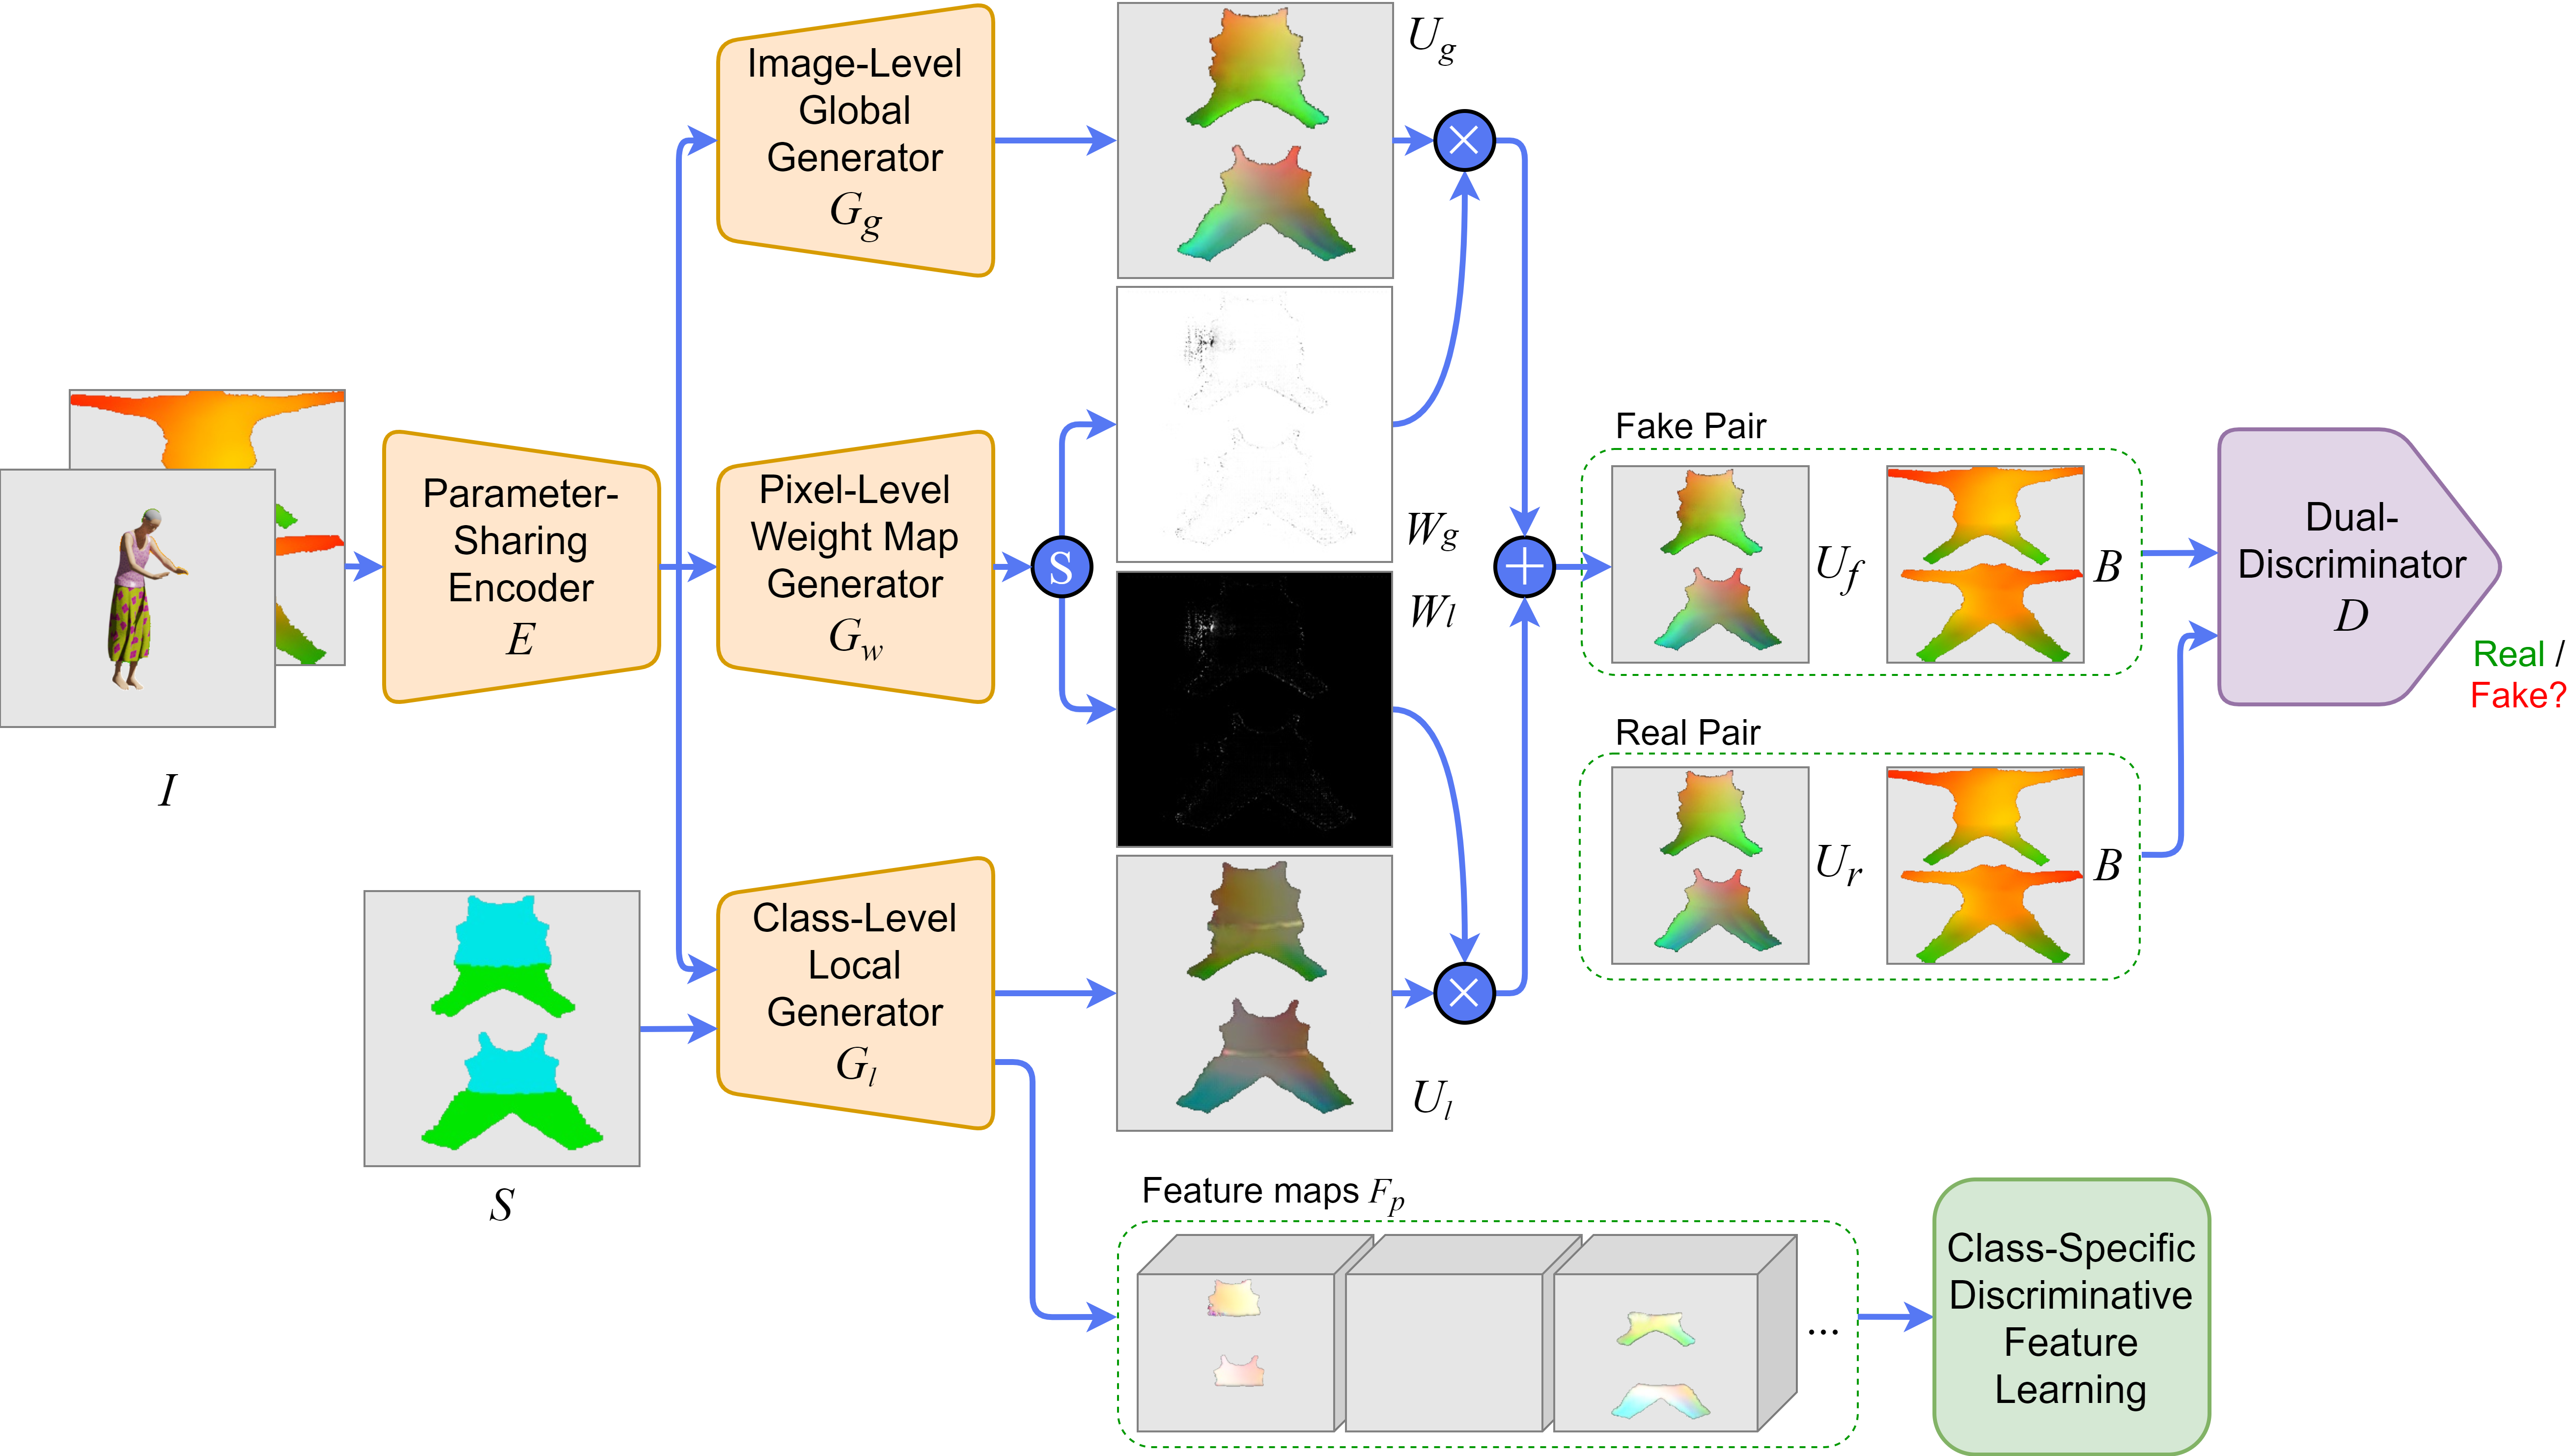 Image-Level
Global
Generator
G_g
U_g
Parameter-
Sharing
Encoder
E
Pixel-Level
Weight Map
Generator
G_w
S
W_g
W_l
I
Fake Pair
U_f
B
Dual-
Discriminator
D
Real /
Fake?
Real Pair
U_r
B
Class-Level
Local
Generator
G_l
U_l
S
Feature maps F_p
...
Class-Specific
Discriminative
Feature
Learning